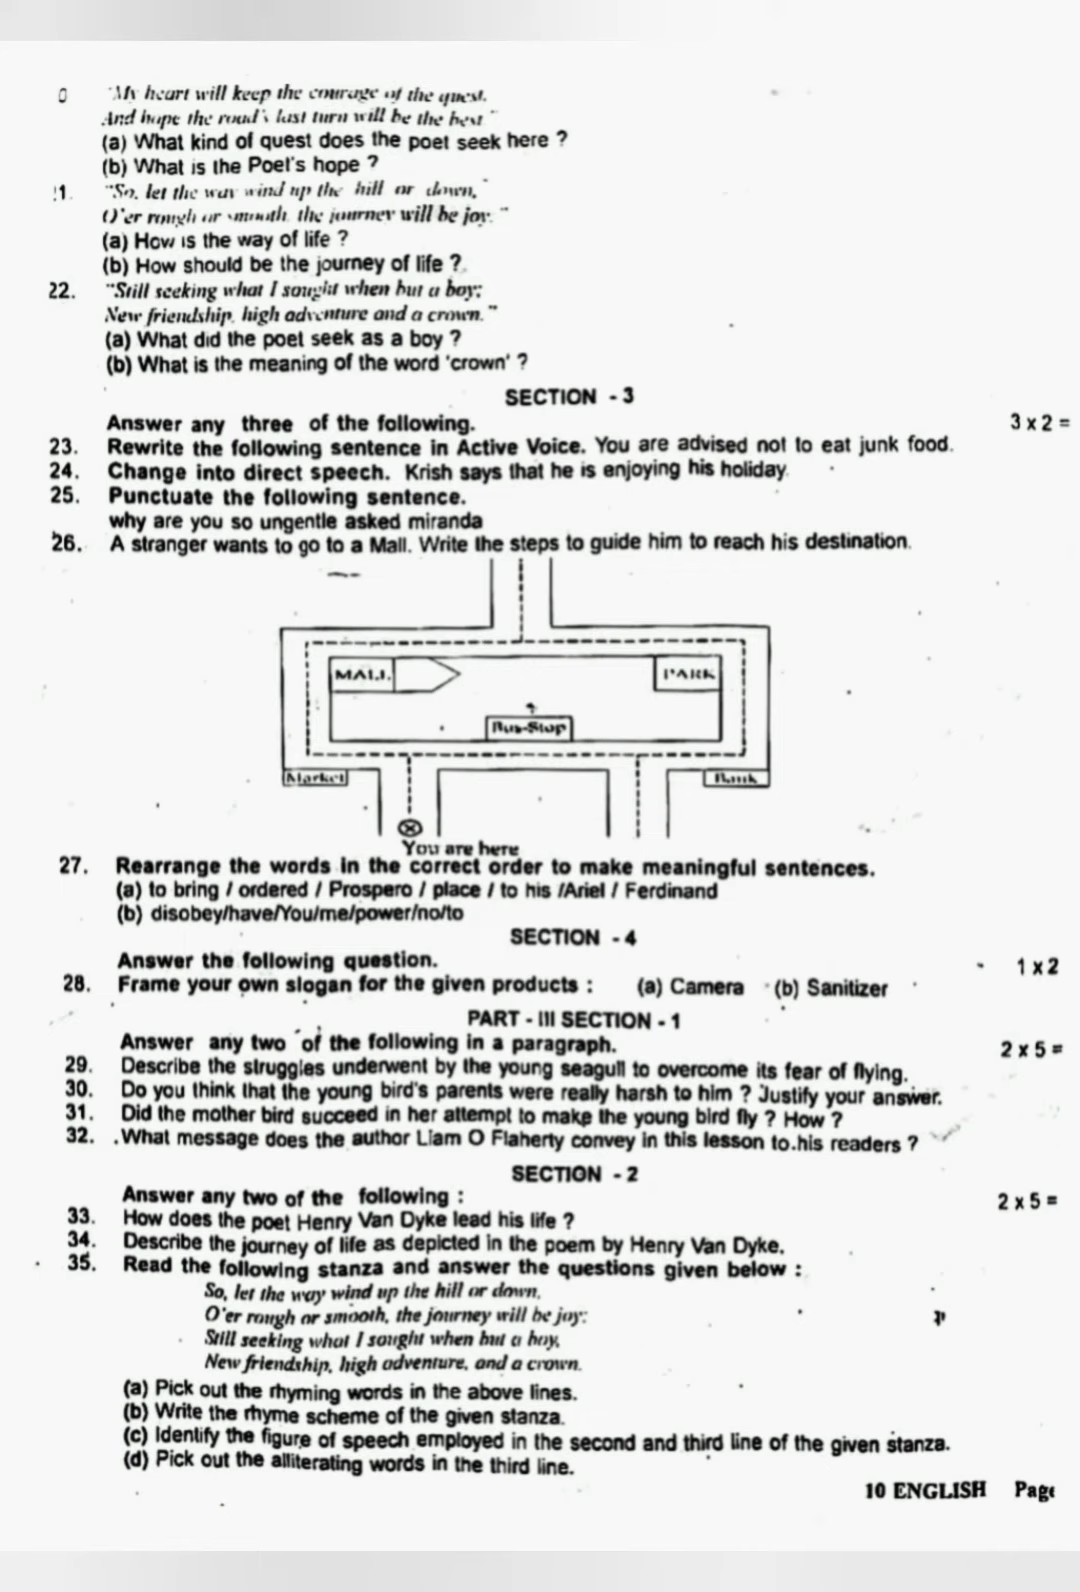 0 "My heart will keep the courage of the quest,
And hope the road's last turn will be the best"
(a) What kind of quest does the poet seek here ?
(b) What is the Poet's hope ?
21. "So, let the way wind up the hill or down,
O'er rough or smooth, the journey will be joy."
(a) How is the way of life ?
(b) How should be the journey of life ?
22. "Still seeking what I sought when but a boy;
New friendship, high adventure and a crown."
(a) What did the poet seek as a boy ?
(b) What is the meaning of the word 'crown' ?
SECTION - 3
Answer any three of the following. 3 x 2 =
23. Rewrite the following sentence in Active Voice. You are advised not to eat junk food.
24. Change into direct speech. Krish says that he is enjoying his holiday.
25. Punctuate the following sentence.
why are you so ungentle asked miranda
26. A stranger wants to go to a Mall. Write the steps to guide him to reach his destination.
MALL PARK
Bus-Stop
Market Bank
You are here
27. Rearrange the words in the correct order to make meaningful sentences.
(a) to bring / ordered / Prospero / place / to his /Ariel / Ferdinand
(b) disobey/have/You/me/power/no/to
SECTION - 4
Answer the following question. 1 x 2
28. Frame your own slogan for the given products : (a) Camera (b) Sanitizer
PART - III SECTION - 1
Answer any two of the following in a paragraph. 2 x 5 =
29. Describe the struggles underwent by the young seagull to overcome its fear of flying.
30. Do you think that the young bird's parents were really harsh to him ? Justify your answer.
31. Did the mother bird succeed in her attempt to make the young bird fly ? How ?
32. What message does the author Liam O Flaherty convey in this lesson to his readers ?
SECTION - 2
Answer any two of the following : 2 x 5 =
33. How does the poet Henry Van Dyke lead his life ?
34. Describe the journey of life as depicted in the poem by Henry Van Dyke.
35. Read the following stanza and answer the questions given below :
So, let the way wind up the hill or down,
O'er rough or smooth, the journey will be joy;
Still seeking what I sought when but a boy,
New friendship, high adventure, and a crown.
(a) Pick out the rhyming words in the above lines.
(b) Write the rhyme scheme of the given stanza.
(c) Identify the figure of speech employed in the second and third line of the given stanza.
(d) Pick out the alliterating words in the third line.
10 ENGLISH Page